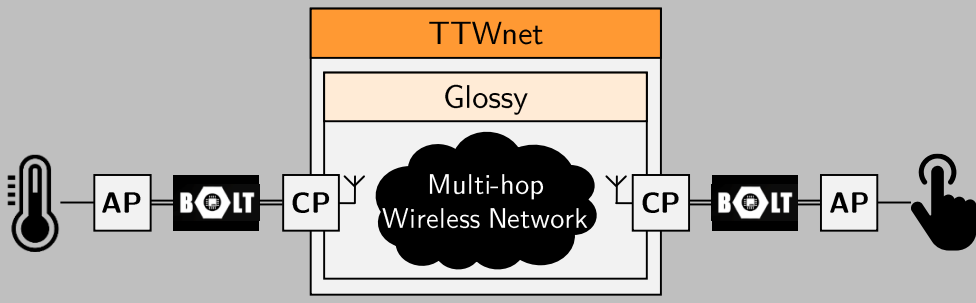 TTWnet
Glossy
AP
BOLT
CP
Multi-hop
Wireless Network
CP
BOLT
AP